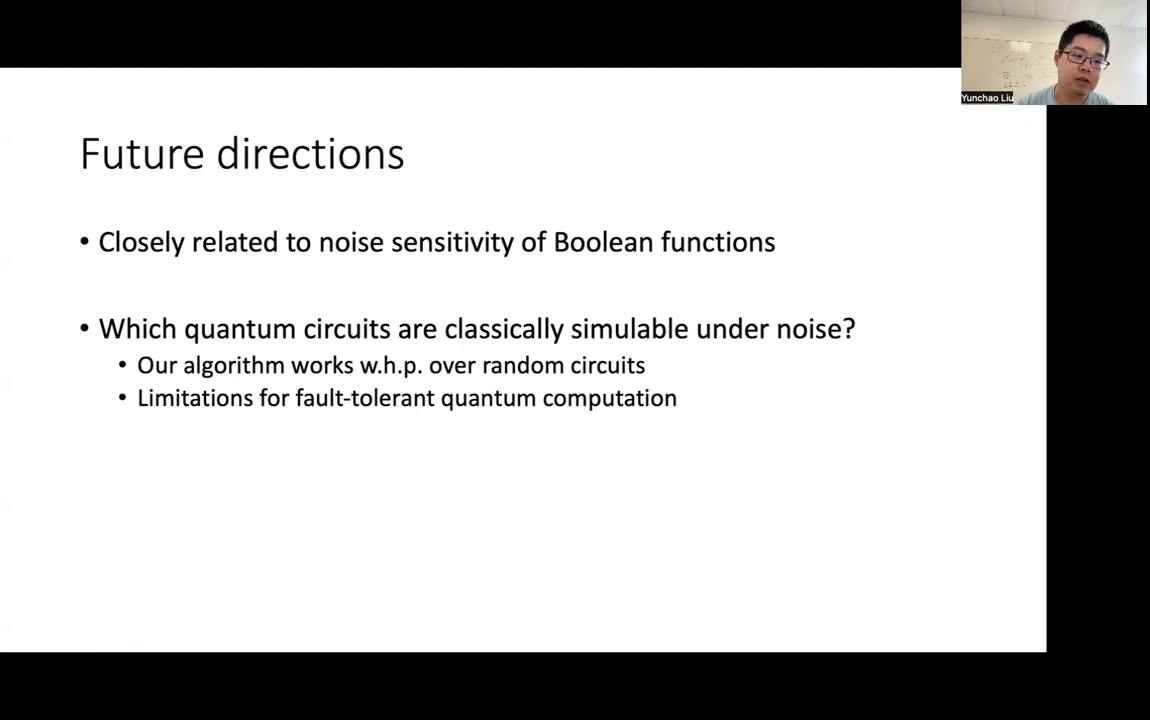 Yunchao Liu
Future directions
• Closely related to noise sensitivity of Boolean functions
• Which quantum circuits are classically simulable under noise?
• Our algorithm works w.h.p. over random circuits
• Limitations for fault-tolerant quantum computation